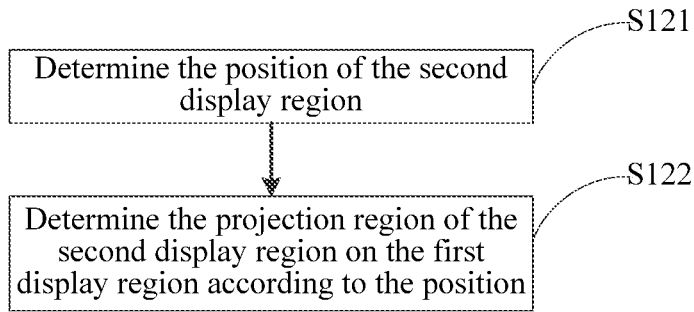 S121
Determine the position of the second
display region
S122
Determine the projection region of the
second display region on the first
display region according to the position